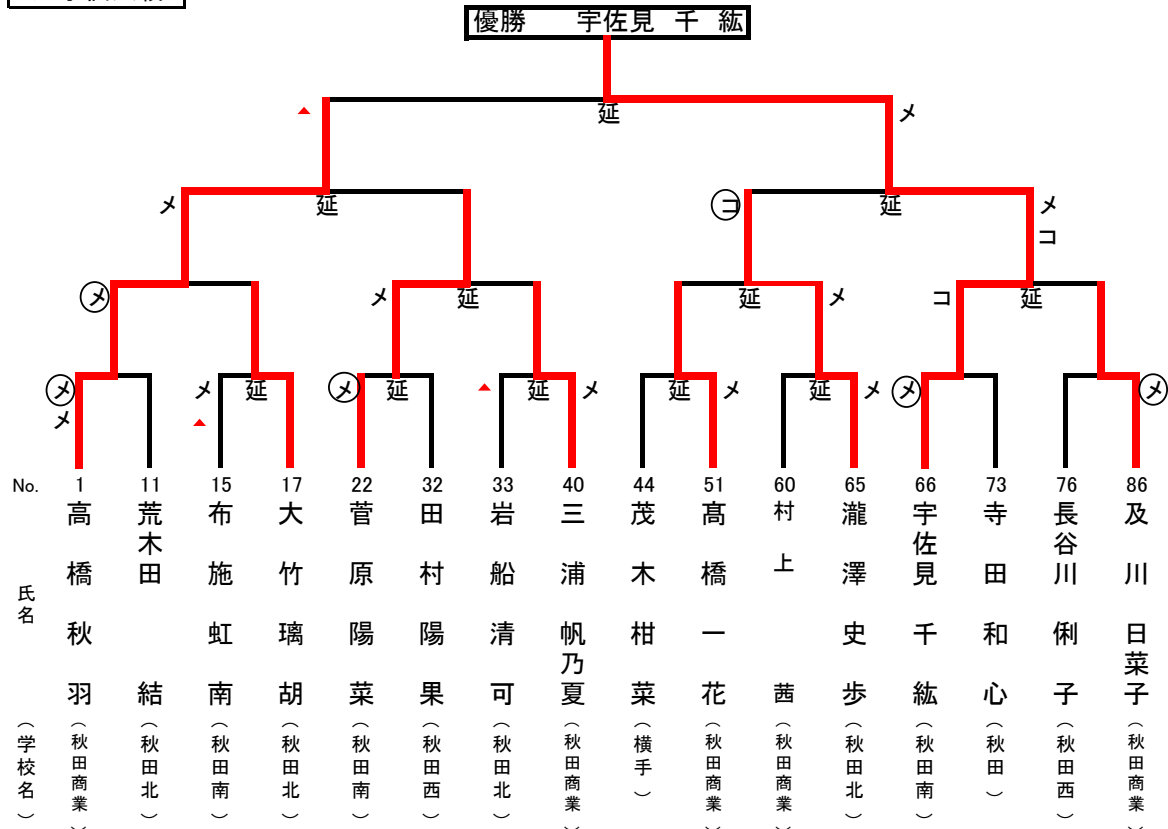 優勝　宇佐見 千 紘
延
メ
メ
延
コ
延
メ
コ
メ
メ
延
延
メ
コ
延
メ
メ
メ
延
メ
延
延
メ
延
メ
延
メ
メ
メ
No.
1
11
15
17
22
32
33
40
44
51
60
65
66
73
76
86
氏名
高橋秋羽
荒木田結
布施虹南
大竹璃胡
菅原陽菜
田村陽果
岩船清可
三浦帆乃夏
茂木柑菜
髙橋一花
村上茜
瀧澤史歩
宇佐見千紘
寺田和心
長谷川俐子
及川日菜子
（学校名）
（秋田商業）
（秋田北）
（秋田南）
（秋田北）
（秋田南）
（秋田西）
（秋田北）
（秋田商業）
（横手）
（秋田商業）
（秋田商業）
（秋田北）
（秋田南）
（秋田）
（秋田西）
（秋田商業）